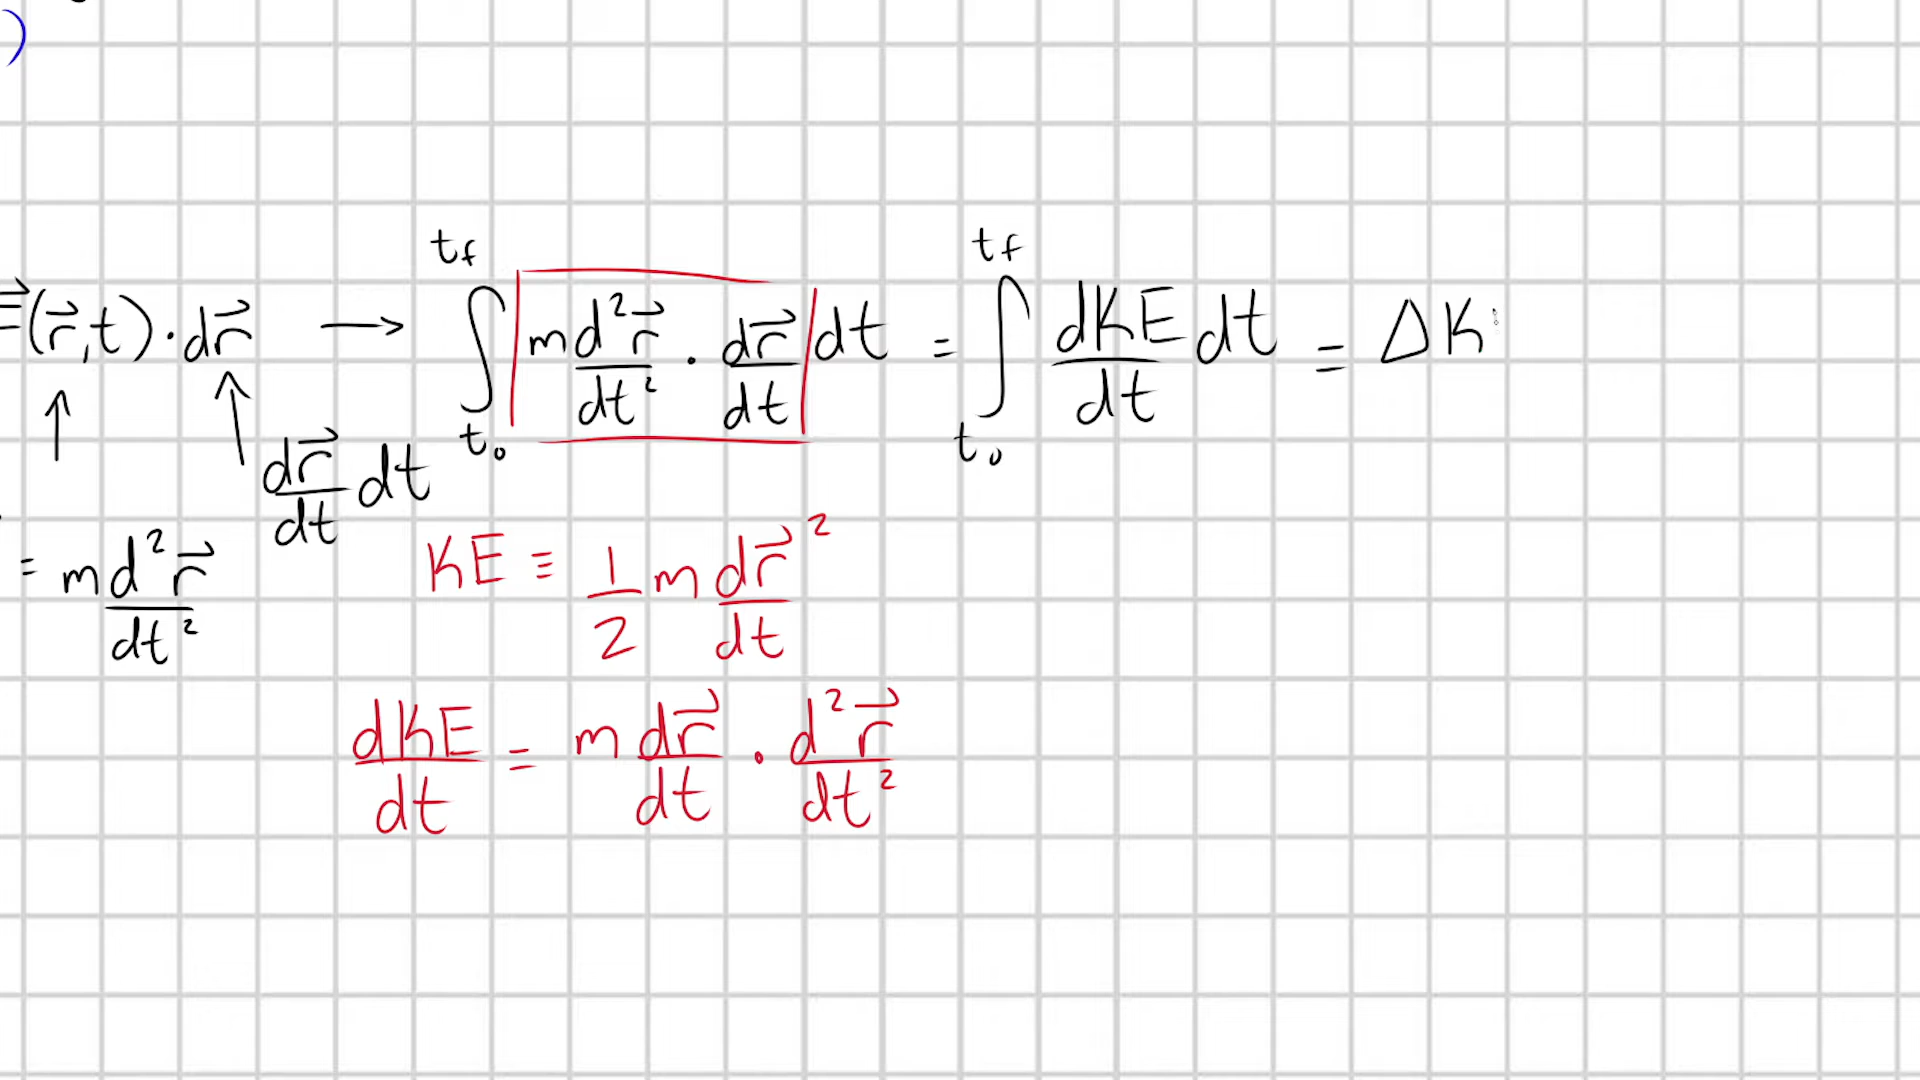 )
F(r⃗,t)·dr⃗ → ∫_{t₀}^{t_f} m d²r⃗/dt² · dr⃗/dt dt = ∫_{t₀}^{t_f} dKE/dt dt = ΔK
dr⃗/dt dt
= m d²r⃗/dt²
KE ≡ 1/2 m dr⃗/dt ²
dKE/dt = m dr⃗/dt · d²r⃗/dt²